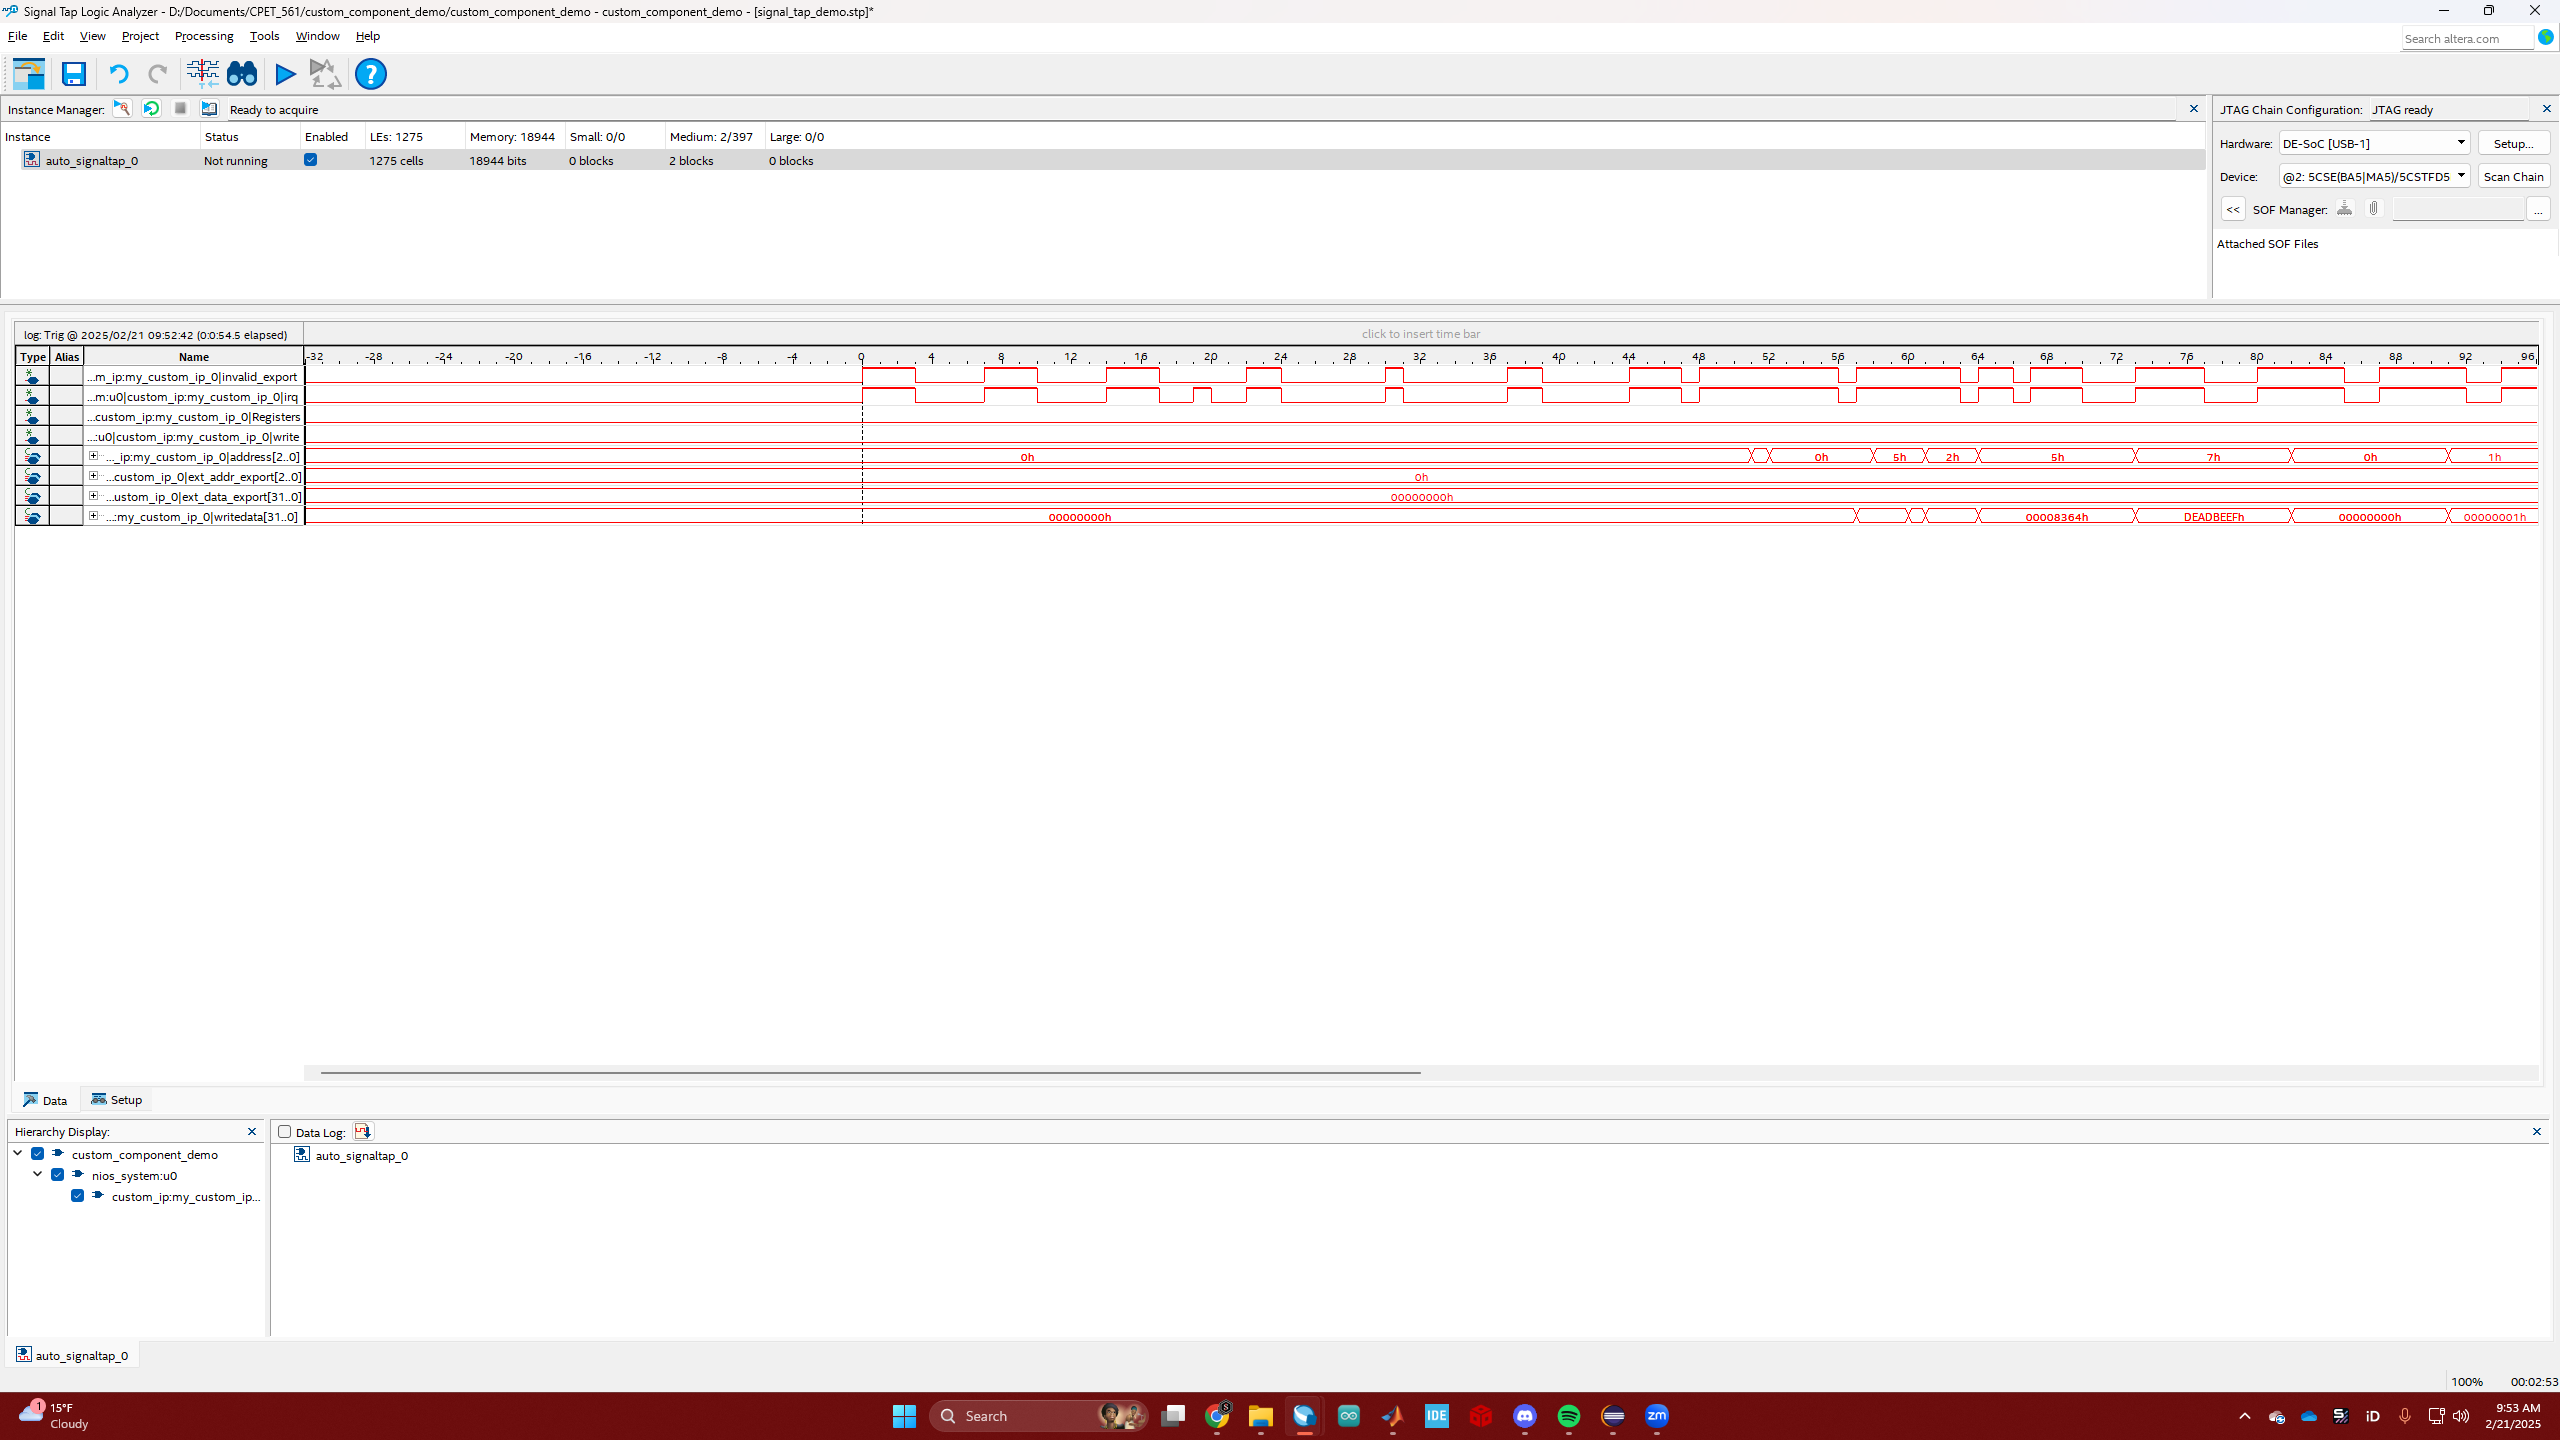 Signal Tap Logic Analyzer - D:/Documents/CPET_561/custom_component_demo/custom_component_demo - custom_component_demo - [signal_tap_demo.stp]*
File Edit View Project Processing Tools Window Help
Search altera.com
Instance Manager: Ready to acquire
Instance Status Enabled LEs: 1275 Memory: 18944 Small: 0/0 Medium: 2/397 Large: 0/0
auto_signaltap_0 Not running 1275 cells 18944 bits 0 blocks 2 blocks 0 blocks
JTAG Chain Configuration: JTAG ready
Hardware: DE-SoC [USB-1] Setup...
Device: @2: 5CSE(BA5|MA5)/5CSTFD5 Scan Chain
<< SOF Manager: ...
Attached SOF Files
log: Trig @ 2025/02/21 09:52:42 (0:0:54.5 elapsed) click to insert time bar
Type Alias Name -32 -28 -24 -20 -16 -12 -8 -4 0 4 8 12 16 20 24 28 32 36 40 44 48 52 56 60 64 68 72 76 80 84 88 92 96
...m_ip:my_custom_ip_0|invalid_export
...m:u0|custom_ip:my_custom_ip_0|irq
...custom_ip:my_custom_ip_0|Registers
...:u0|custom_ip:my_custom_ip_0|write
..._ip:my_custom_ip_0|address[2..0] 0h 0h 5h 2h 5h 7h 0h 1h
...custom_ip_0|ext_addr_export[2..0] 0h
...ustom_ip_0|ext_data_export[31..0] 00000000h
...:my_custom_ip_0|writedata[31..0] 00000000h 00008364h DEADBEEFh 00000000h 00000001h
Data Setup
Hierarchy Display:
custom_component_demo
nios_system:u0
custom_ip:my_custom_ip...
Data Log:
auto_signaltap_0
auto_signaltap_0
100% 00:02:53
1
15°F
Cloudy
Search
S
IDE
zm
iD
9:53 AM
2/21/2025